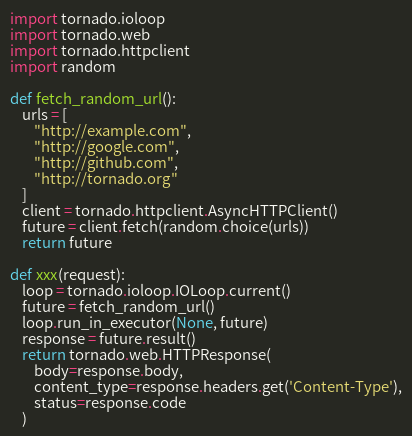 import tornado.ioloop
import tornado.web
import tornado.httpclient
import random
def fetch_random_url():
urls = [
"http://example.com",
"http://google.com",
"http://github.com",
"http://tornado.org"
]
client = tornado.httpclient.AsyncHTTPClient()
future = client.fetch(random.choice(urls))
return future
def xxx(request):
loop = tornado.ioloop.IOLoop.current()
future = fetch_random_url()
loop.run_in_executor(None, future)
response = future.result()
return tornado.web.HTTPResponse(
body=response.body,
content_type=response.headers.get('Content-Type'),
status=response.code
)